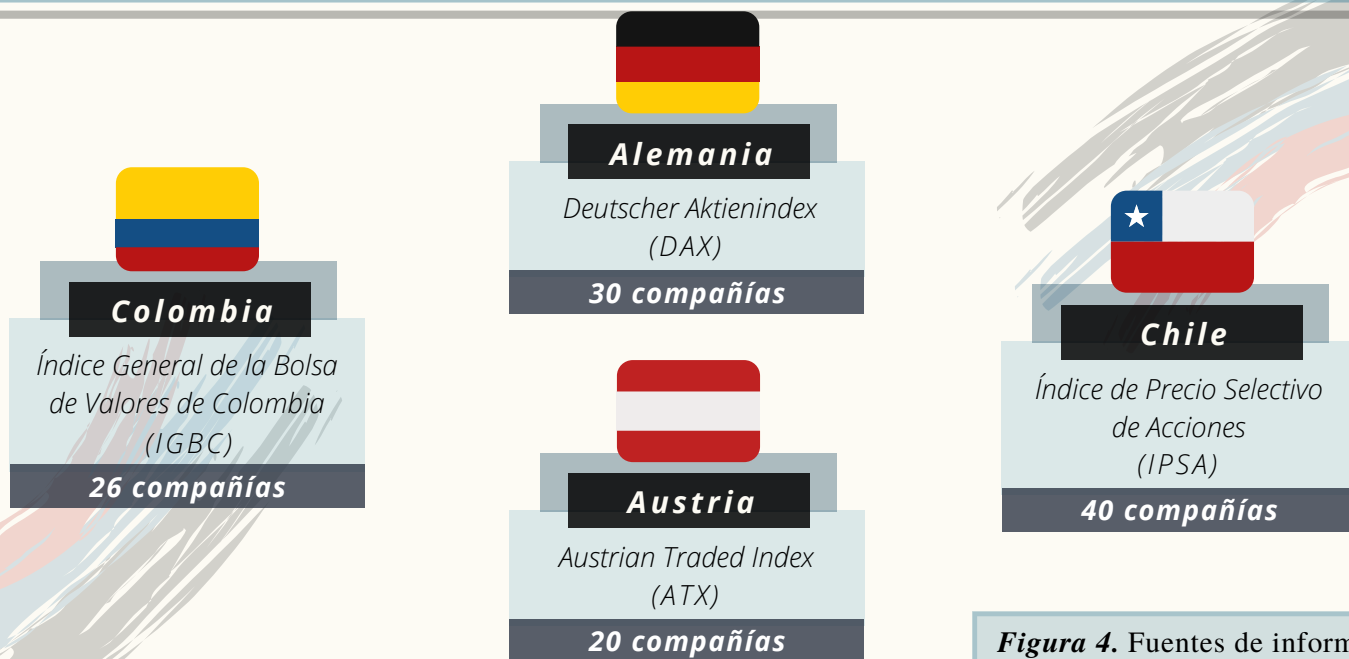 Colombia
Índice General de la Bolsa
de Valores de Colombia
(IGBC)
26 compañías
Alemania
Deutscher Aktienindex
(DAX)
30 compañías
Austria
Austrian Traded Index
(ATX)
20 compañías
Chile
Índice de Precio Selectivo
de Acciones
(IPSA)
40 compañías
Figura 4. Fuentes de